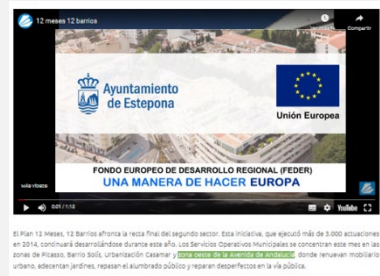 12 meses 12 barrios
Compartir
Ayuntamiento
de Estepona
Unión Europea
FONDO EUROPEO DE DESARROLLO REGIONAL (FEDER)
UNA MANERA DE HACER EUROPA
0:01 / 1:13
YouTube
El Plan 12 Meses, 12 Barrios afronta la recta final del segundo sector. Esta iniciativa, que ejecutó más de 3.000 actuaciones
en 2014, continuará desarrollándose durante este año. Los Servicios Operativos Municipales se concentran este mes en las
zonas de Picasso, Barrio Solís, Urbanización Casamar y zona oeste de la Avenida de Andalucía, donde renuevan mobiliario
urbano, adecentan jardines, repasan el alumbrado público y reparan desperfectos en la vía pública.